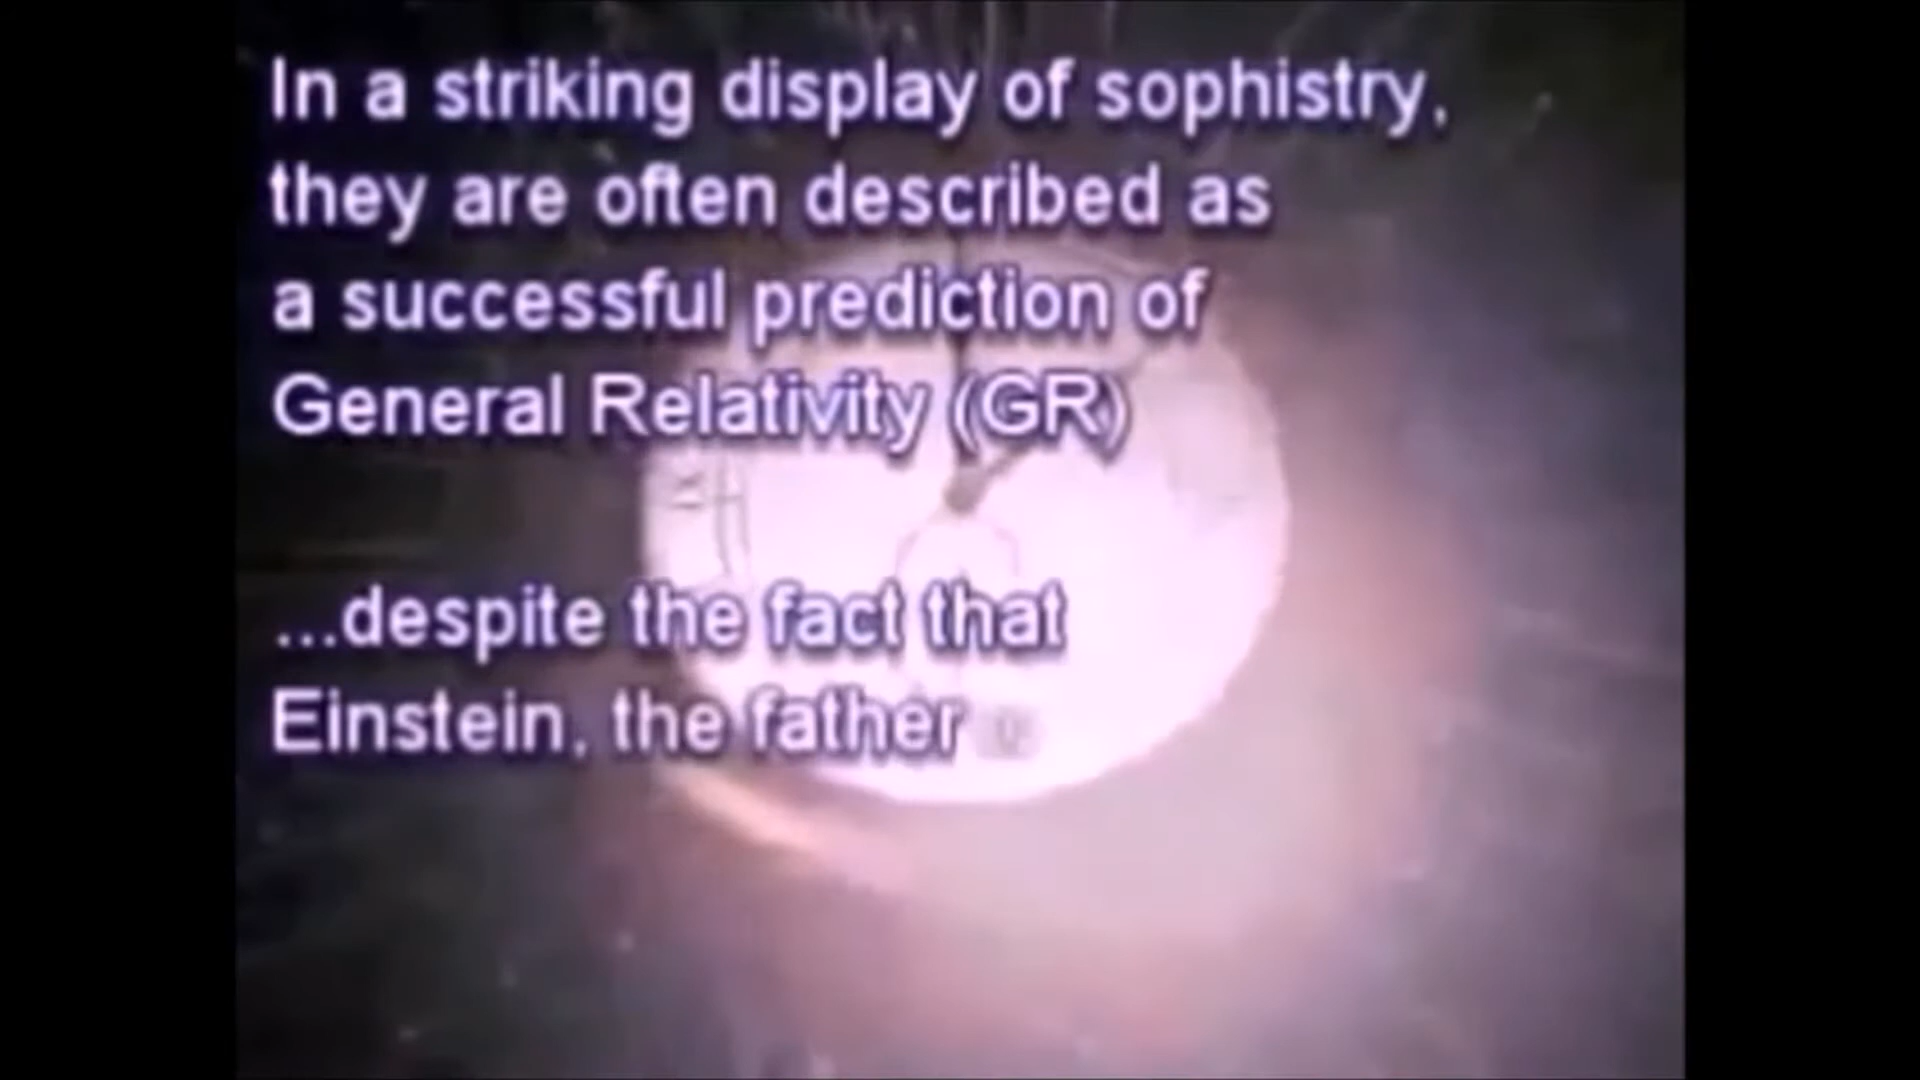 In a striking display of sophistry,
they are often described as
a successful prediction of
General Relativity (GR)
...despite the fact that
Einstein, the father